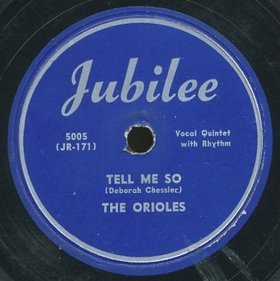 Jubilee
5005
(JR-171)
Vocal Quintet
with Rhythm
TELL ME SO
(Deborah Chessler)
THE ORIOLES